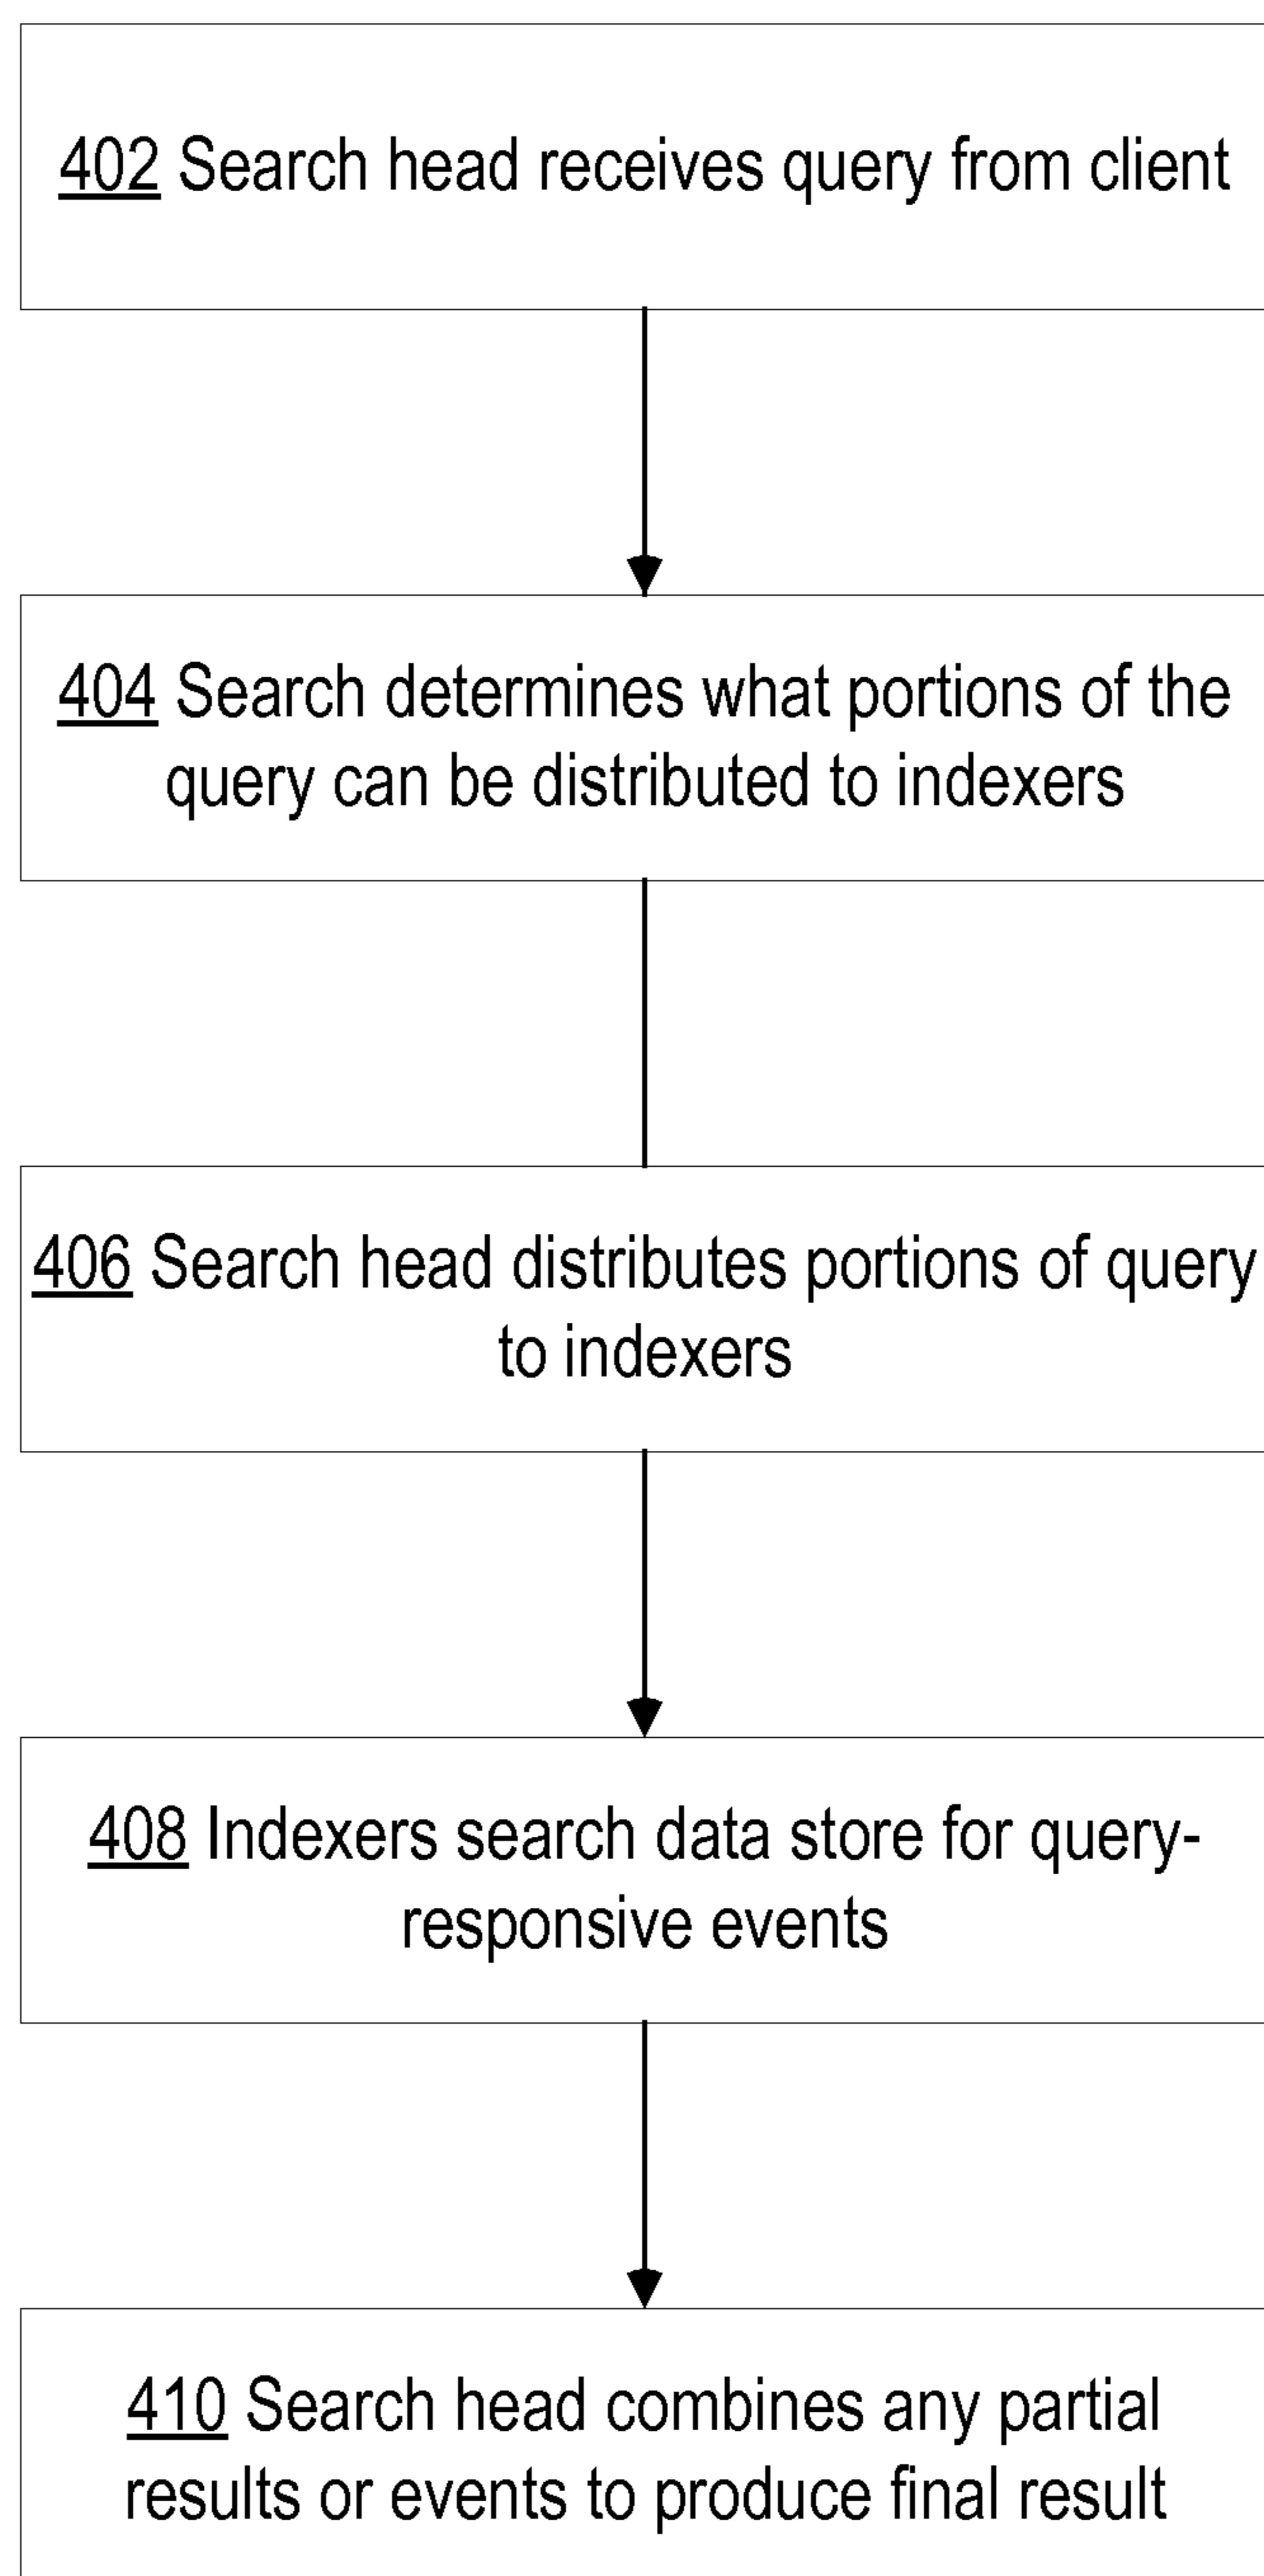 402 Search head receives query from client
404 Search determines what portions of the
query can be distributed to indexers
406 Search head distributes portions of query
to indexers
408 Indexers search data store for query-
responsive events
410 Search head combines any partial
results or events to produce final result